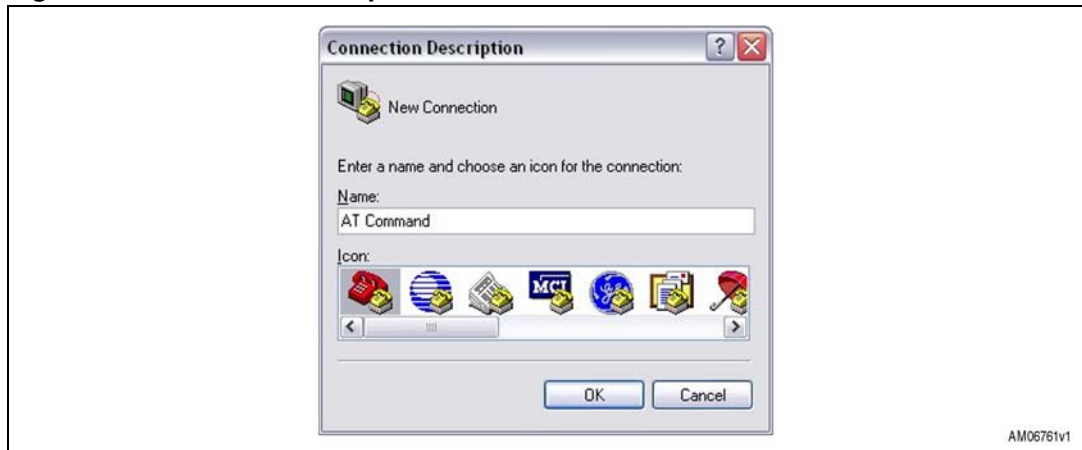 Connection Description
New Connection
Enter a name and choose an icon for the connection:
Name:
AT Command
Icon:
MCI
OK Cancel
AM06761v1